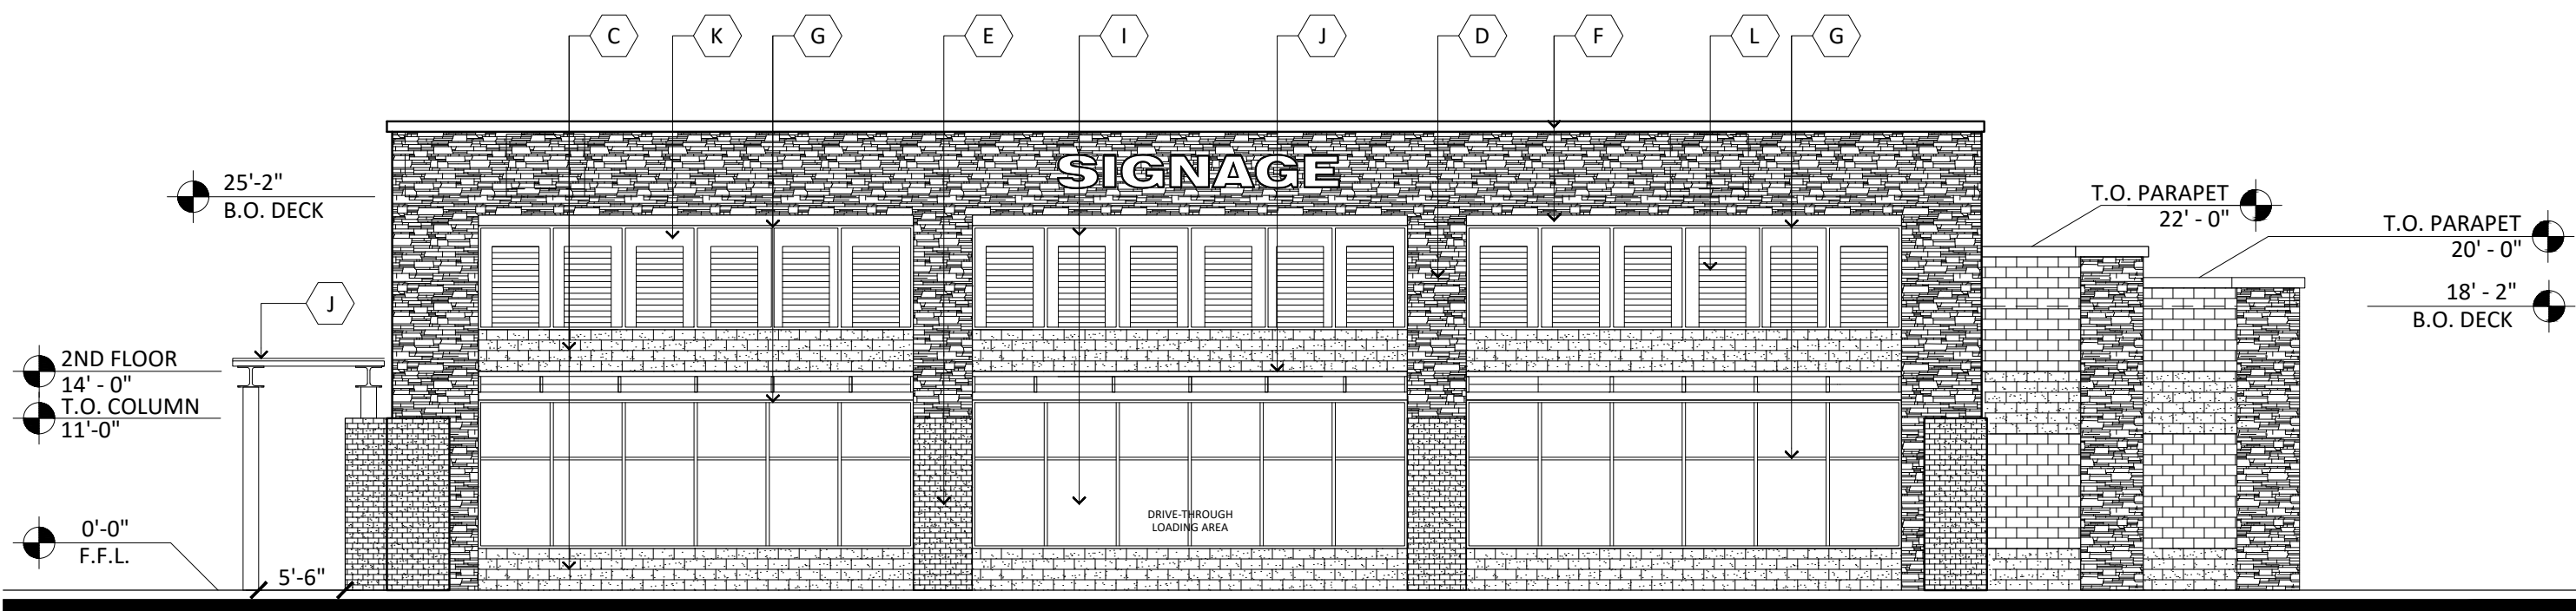 C K G E I J D F L G
SIGNAGE
25'-2"
B.O. DECK
T.O. PARAPET
22' - 0"
T.O. PARAPET
20' - 0"
18' - 2"
B.O. DECK
J
2ND FLOOR
14' - 0"
T.O. COLUMN
11'-0"
DRIVE-THROUGH
LOADING AREA
0'-0"
F.F.L.
5'-6"